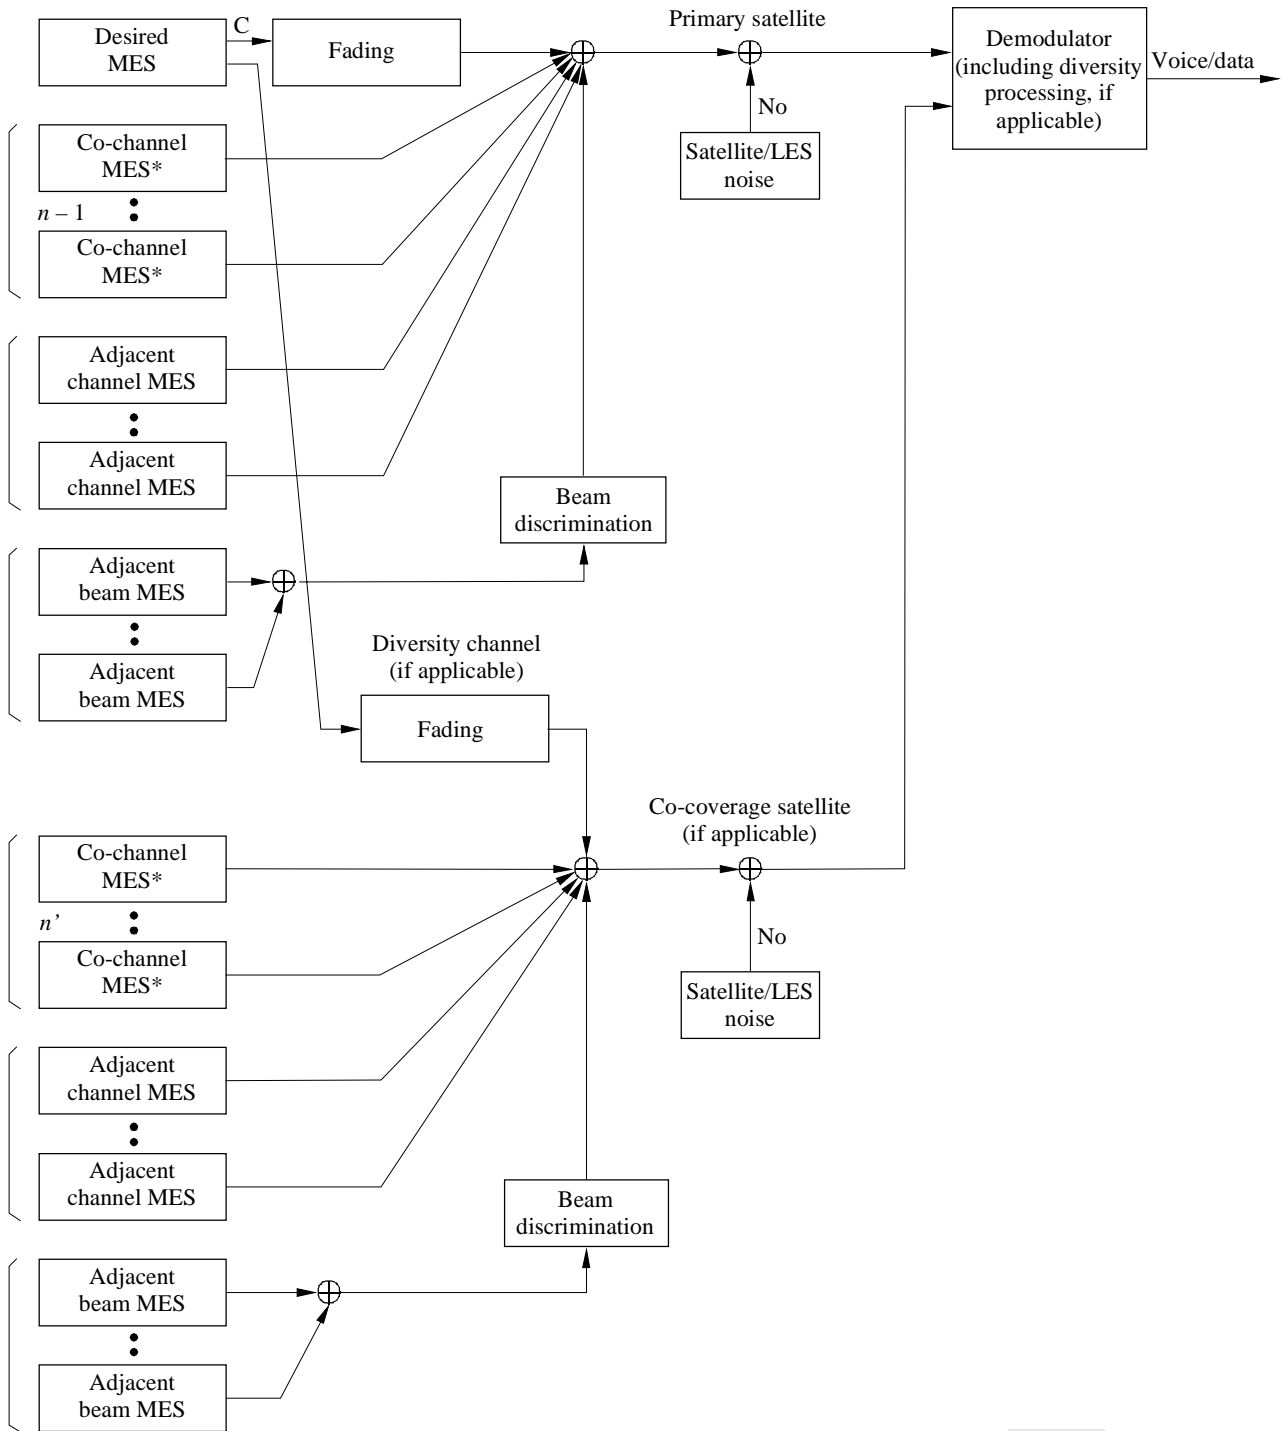 Desired
MES
C
Fading
Primary satellite
Demodulator
(including diversity
processing, if
applicable)
Voice/data
No
Satellite/LES
noise
Co-channel
MES*
n – 1
Co-channel
MES*
Adjacent
channel MES
Adjacent
channel MES
Beam
discrimination
Adjacent
beam MES
Adjacent
beam MES
Diversity channel
(if applicable)
Fading
Co-coverage satellite
(if applicable)
Co-channel
MES*
n’
Co-channel
MES*
No
Satellite/LES
noise
Adjacent
channel MES
Adjacent
channel MES
Beam
discrimination
Adjacent
beam MES
Adjacent
beam MES